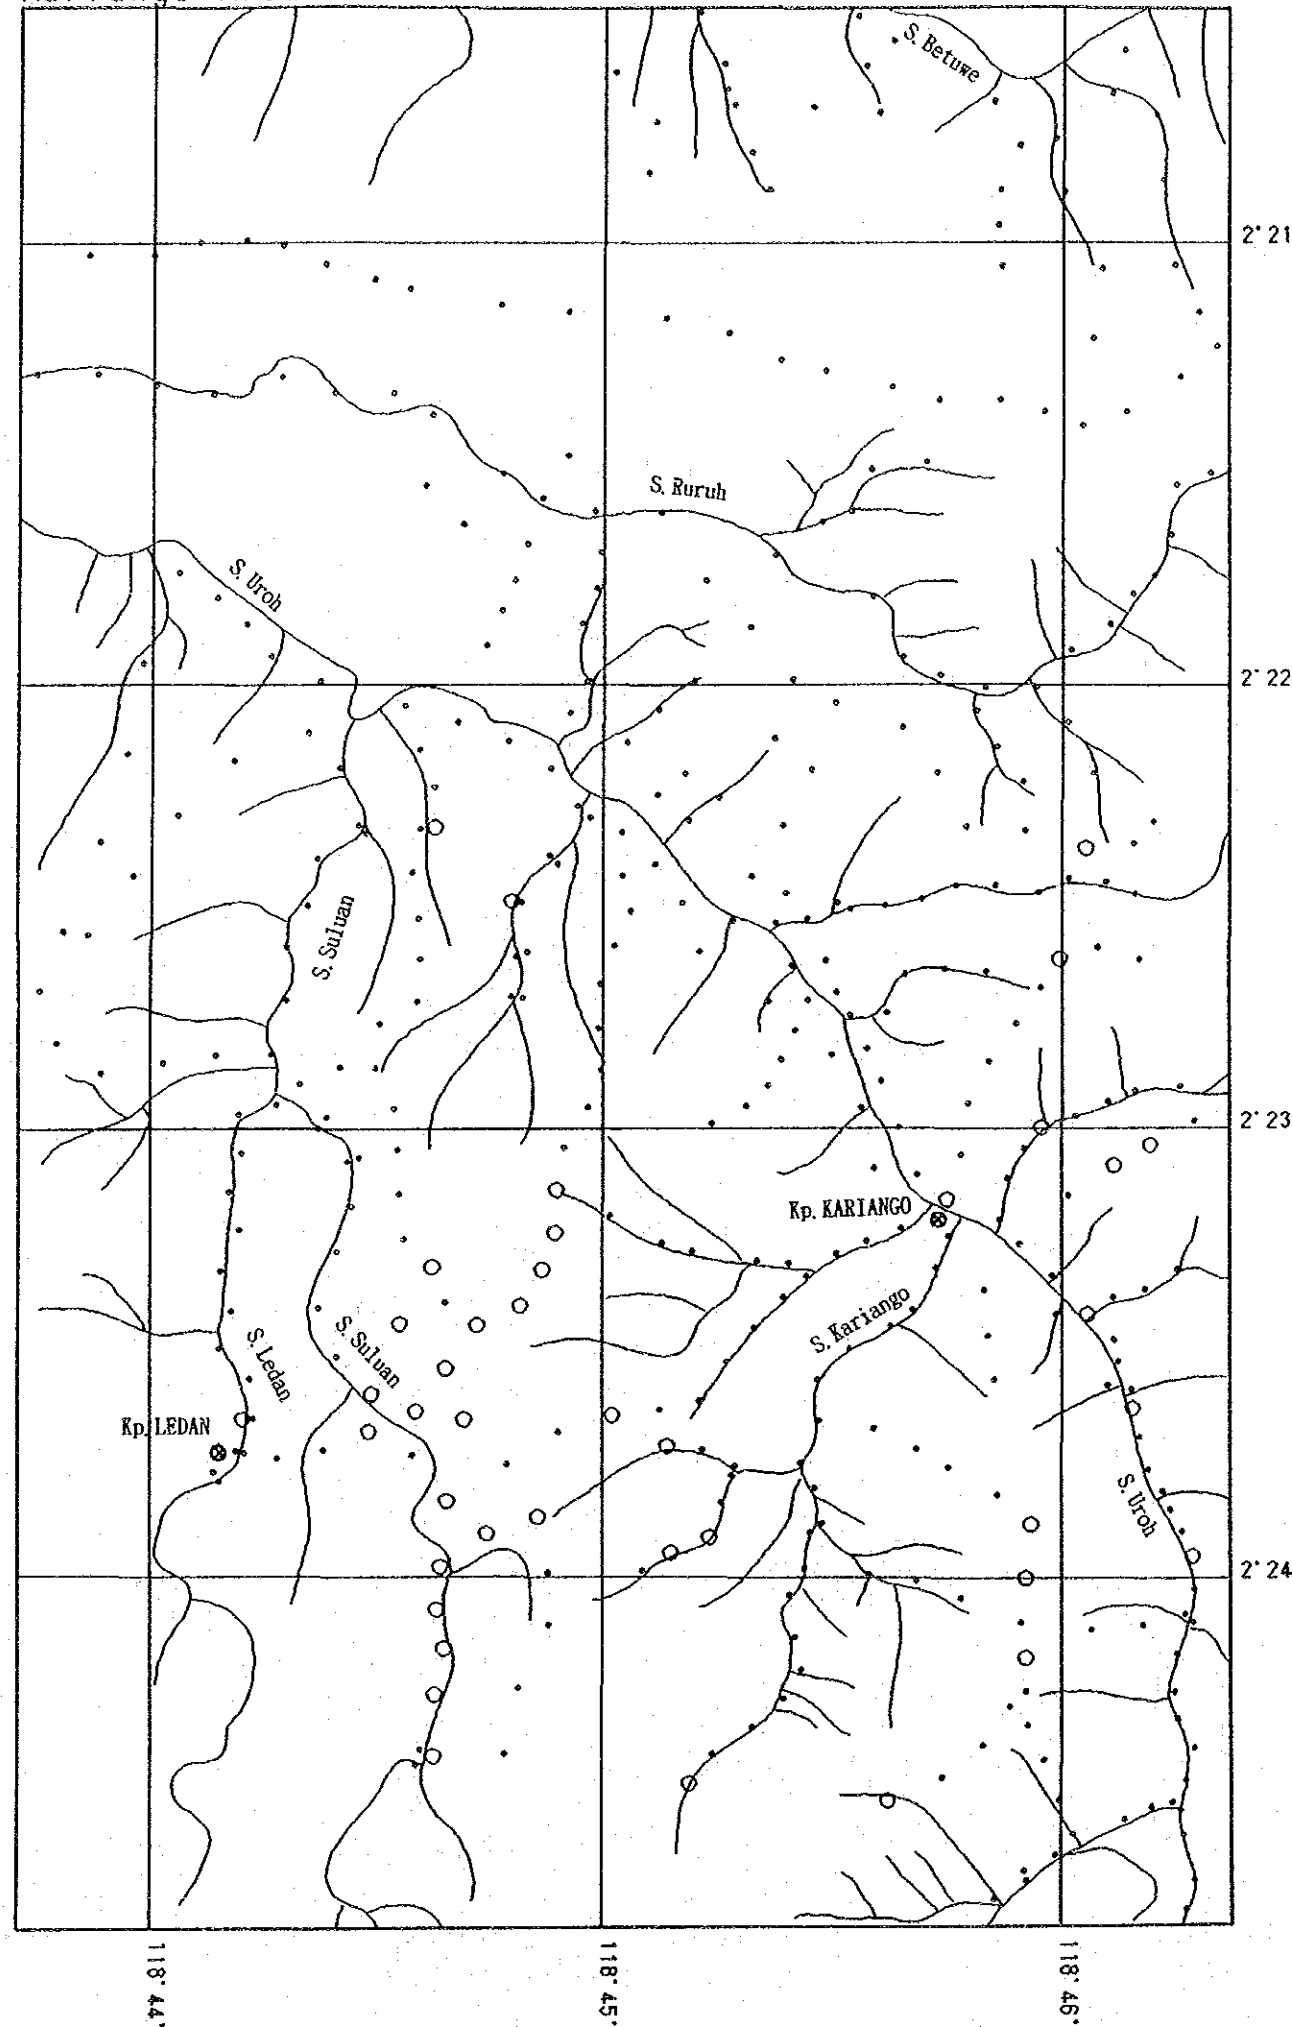 S. Betuwe
2° 21
S. Ruruh
S. Uroh
2° 22
S. Suluan
2° 23
Kp. KARIANGO
S. Kariango
S. Suluan
S. Ledan
Kp. LEDAN
S. Uroh
2° 24
118° 44'
118° 45'
118° 46'